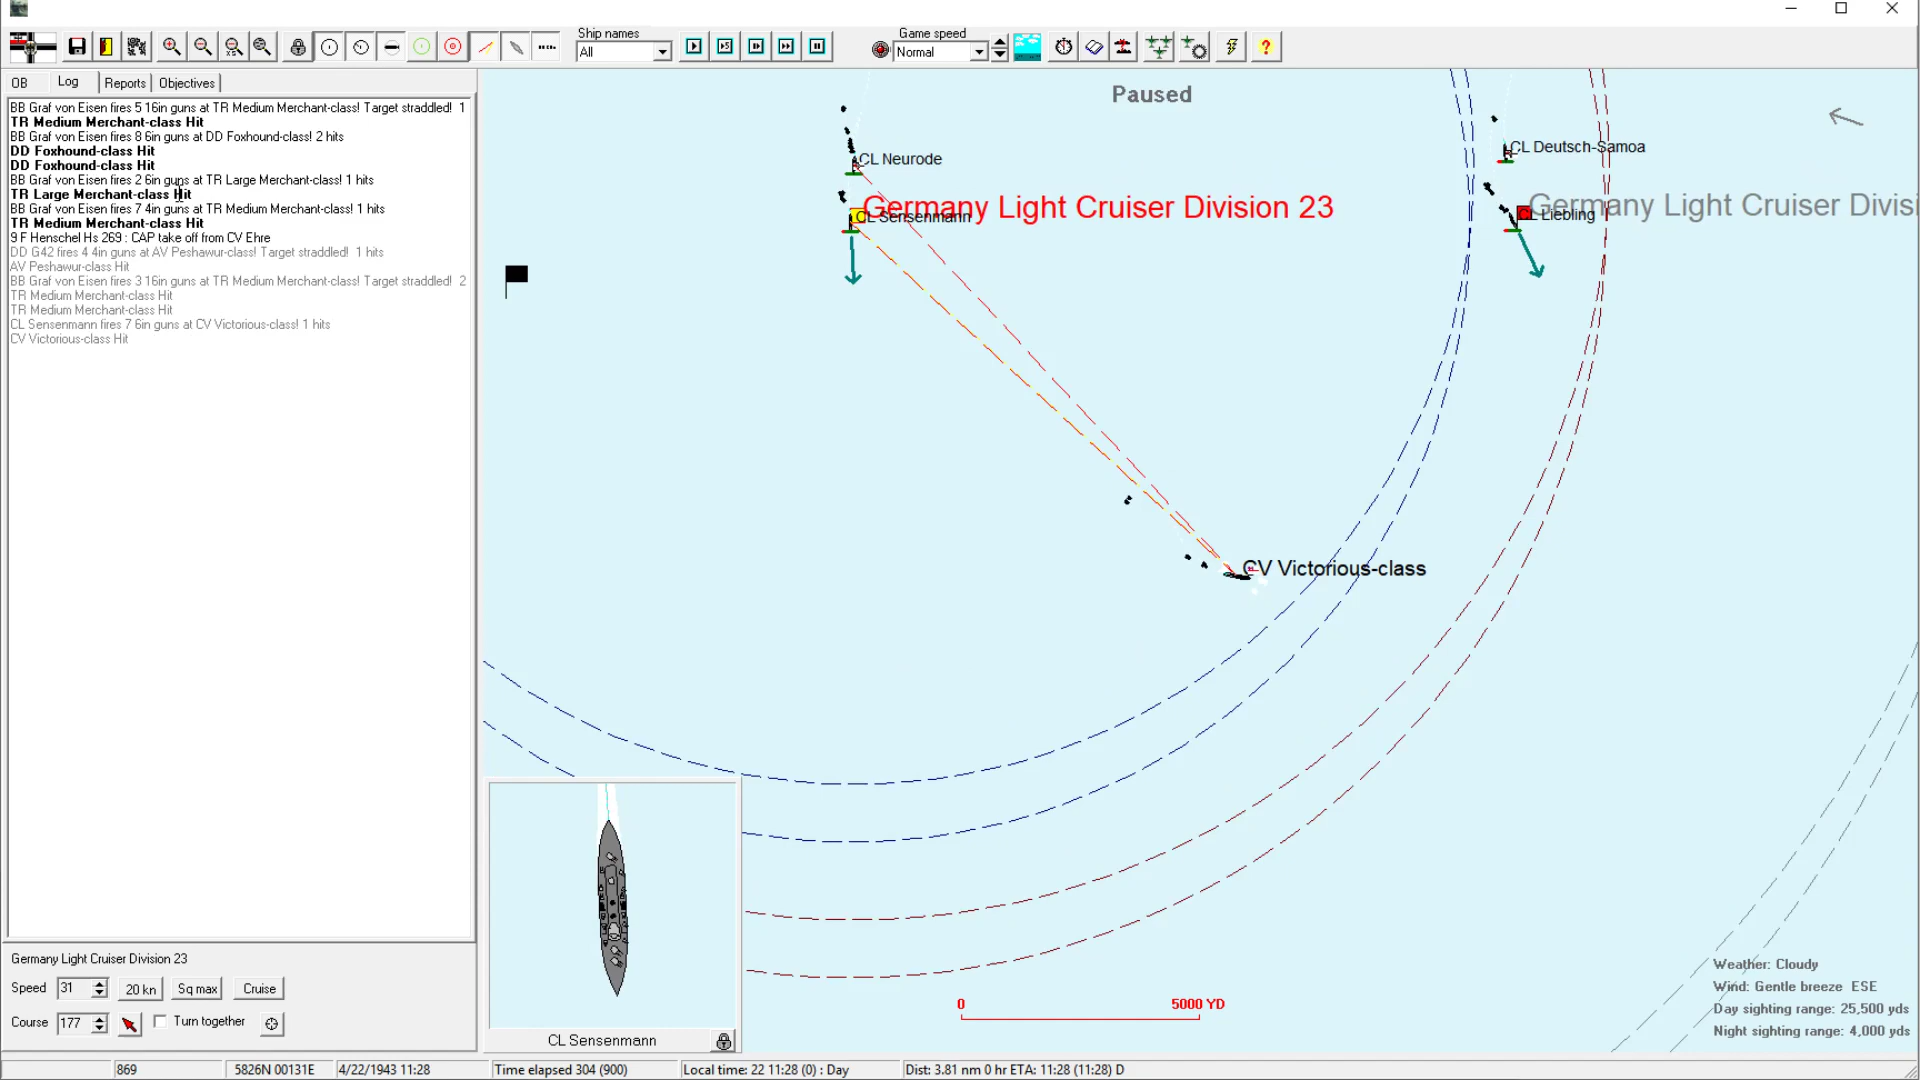 Ship names
All
Game speed
Normal
OB
Log
Reports
Objectives
BB Graf von Eisen fires 5 16in guns at TR Medium Merchant-class! Target straddled! 1
TR Medium Merchant-class Hit
BB Graf von Eisen fires 8 6in guns at DD Foxhound-class! 2 hits
DD Foxhound-class Hit
DD Foxhound-class Hit
BB Graf von Eisen fires 2 6in guns at TR Large Merchant-class! 1 hits
TR Large Merchant-class Hit
BB Graf von Eisen fires 7 4in guns at TR Medium Merchant-class! 1 hits
TR Medium Merchant-class Hit
9 F Henschel Hs 269 : CAP take off from CV Ehre
DD G42 fires 4 4in guns at AV Peshawur-class! Target straddled! 1 hits
AV Peshawur-class Hit
BB Graf von Eisen fires 3 16in guns at TR Medium Merchant-class! Target straddled! 2
TR Medium Merchant-class Hit
TR Medium Merchant-class Hit
CL Sensenmann fires 7 6in guns at CV Victorious-class! 1 hits
CV Victorious-class Hit
Paused
CL Neurode
CL Deutsch-Samoa
Germany Light Cruiser Division 23
CL Sensenmann
Germany Light Cruiser Divisi
CL Liebling
CV Victorious-class
0 5000 YD
Weather: Cloudy
Wind: Gentle breeze ESE
Day sighting range: 25,500 yds
Night sighting range: 4,000 yds
Germany Light Cruiser Division 23
Speed 31 20 kn Sq max Cruise
Course 177 Turn together
CL Sensenmann
869 5826N 00131E 4/22/1943 11:28 Time elapsed 304 (900) Local time: 22 11:28 (0) : Day Dist: 3.81 nm 0 hr ETA: 11:28 (11:28) D